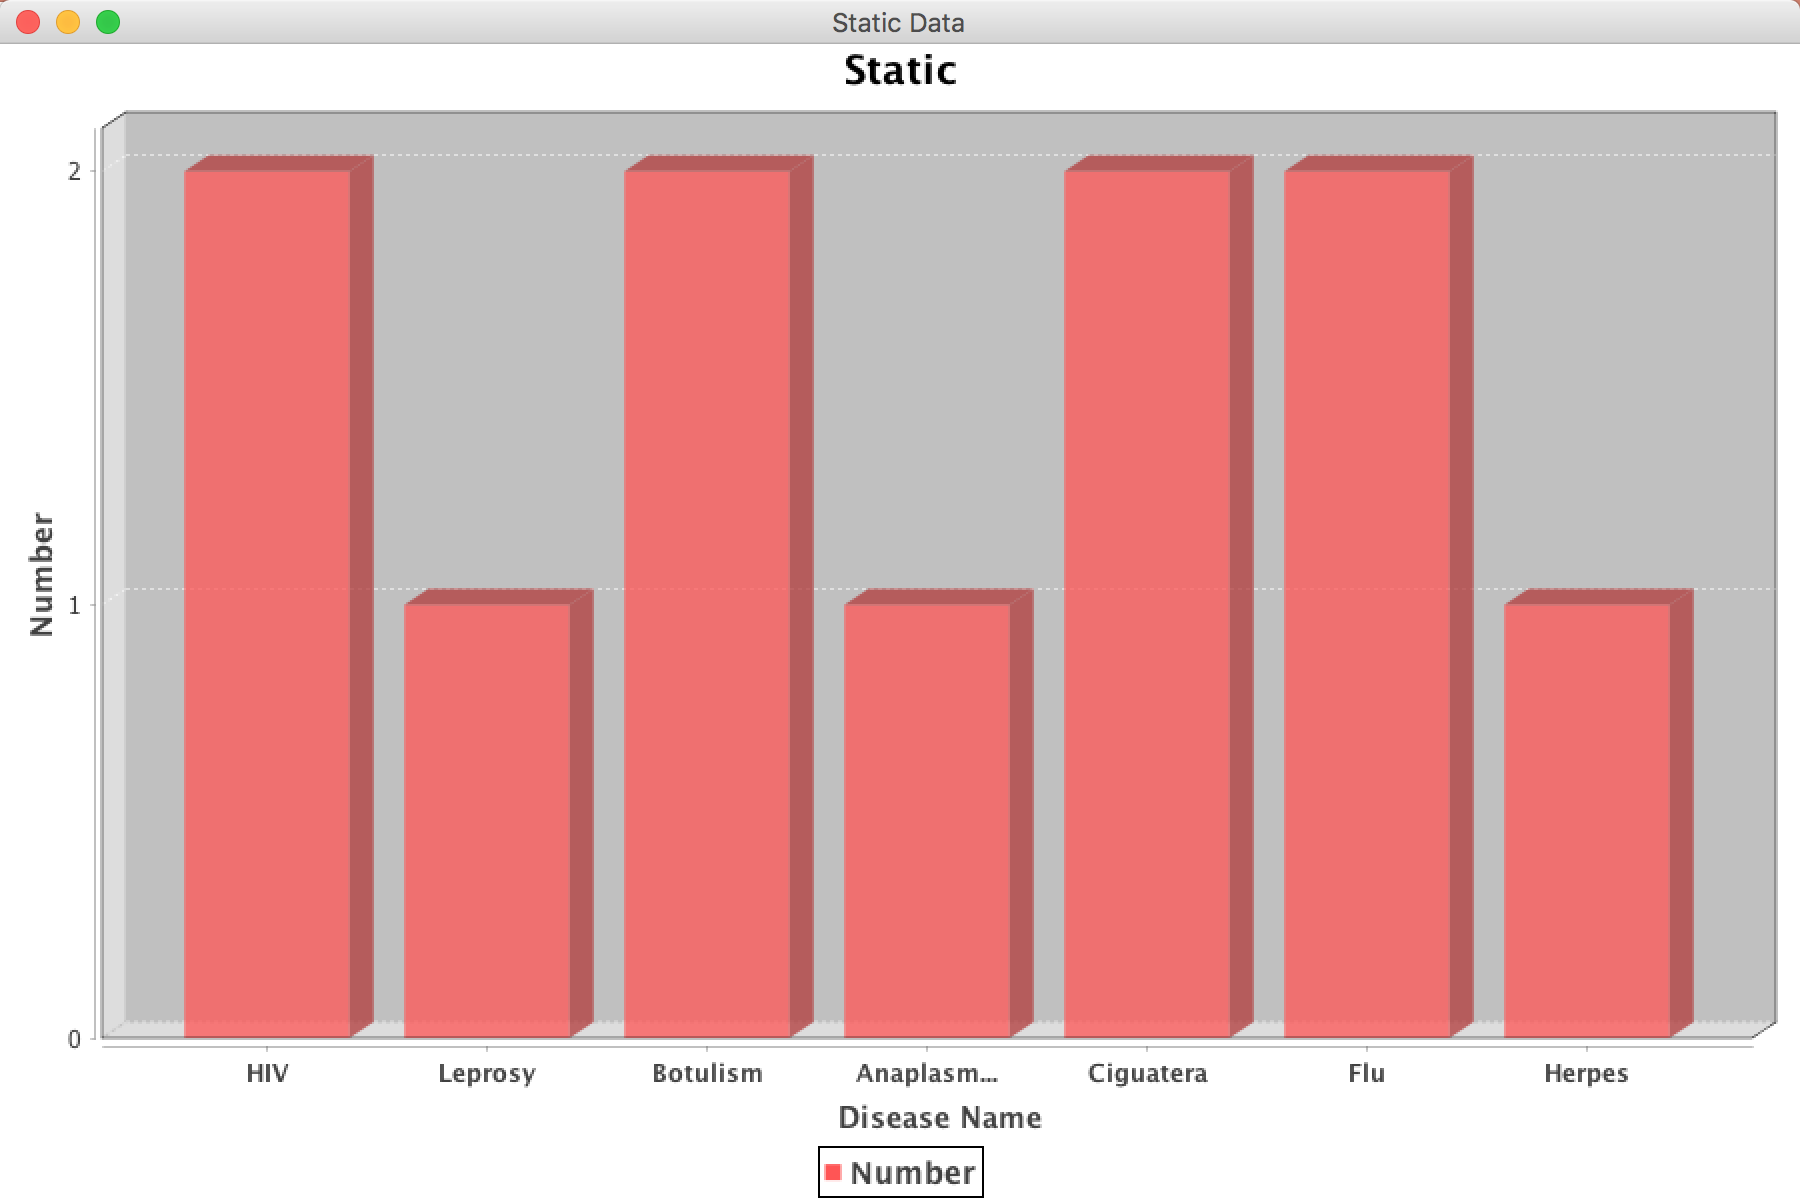 Static Data
Static
Number
2
1
0
HIV Leprosy Botulism Anaplasm... Ciguatera Flu Herpes
Disease Name
Number